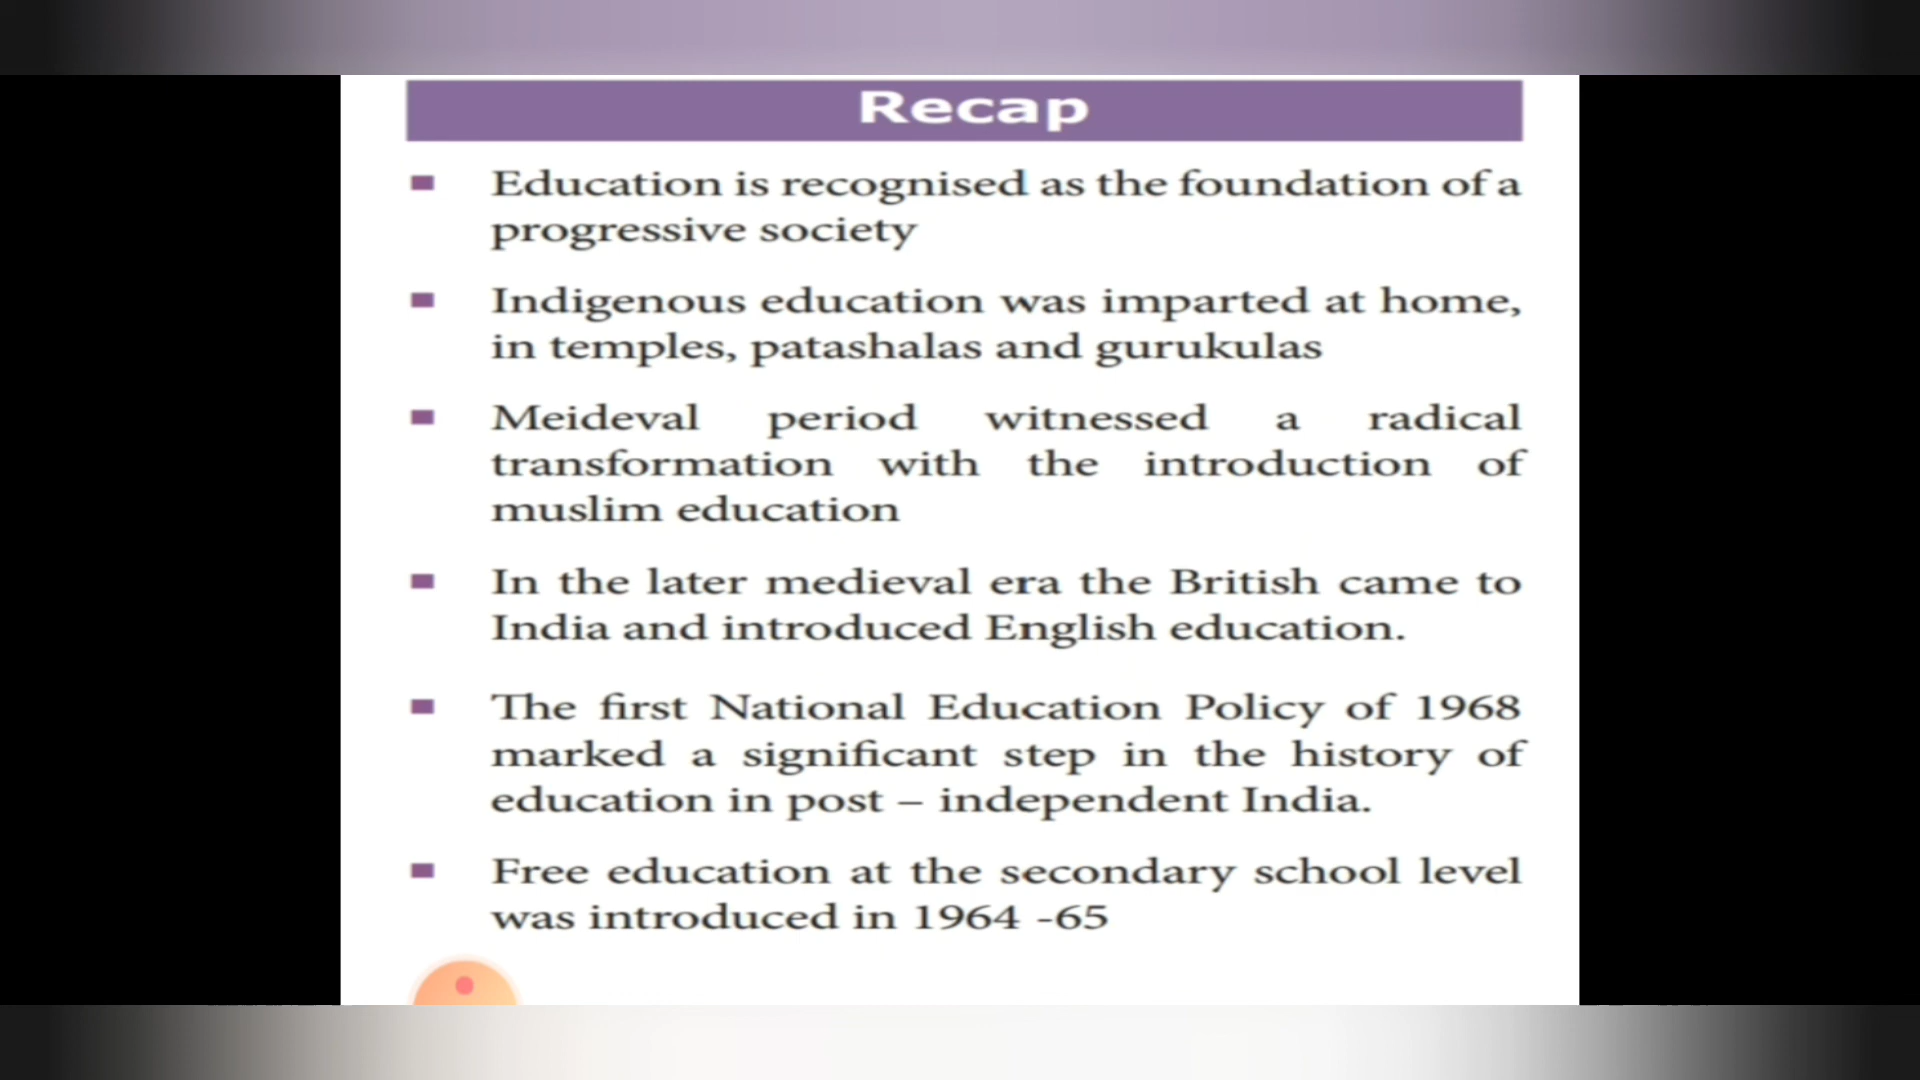 Recap
Education is recognised as the foundation of a
progressive society
Indigenous education was imparted at home,
in temples, patashalas and gurukulas
Meideval period witnessed a radical
transformation with the introduction of
muslim education
In the later medieval era the British came to
India and introduced English education.
The first National Education Policy of 1968
marked a significant step in the history of
education in post – independent India.
Free education at the secondary school level
was introduced in 1964 -65